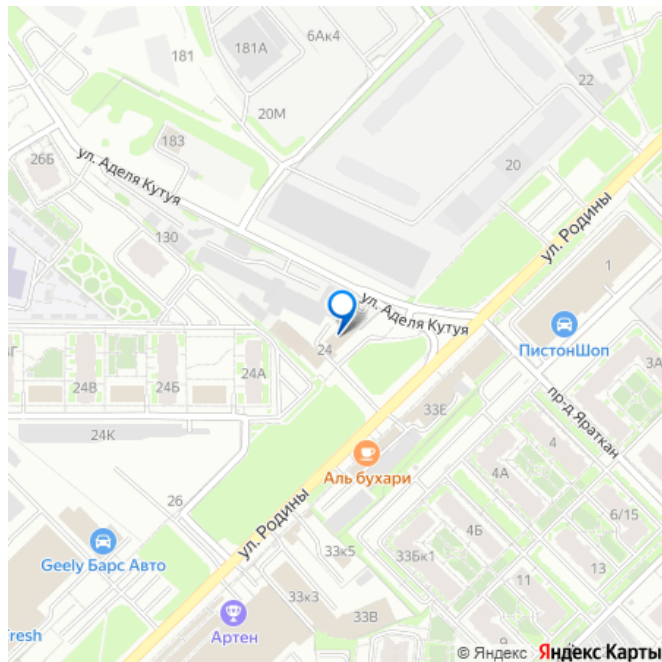 6Ак4
181А
181
22
20М
183
ул. Аделя Кутуя
26Б
20
ул. Родины
130
1
ул. Аделя Кутуя
ПистонШоп
24
3А
24А
24В
24Б
пр-д Яраткан
33Е
24К
4
Аль бухари
4А
26
6/15
ул. Родины
4Б
33к5
33Бк1
Geely Барс Авто
13
11
33к3
33В
fresh
Артен
9
© Яндекс Яндекс Карты